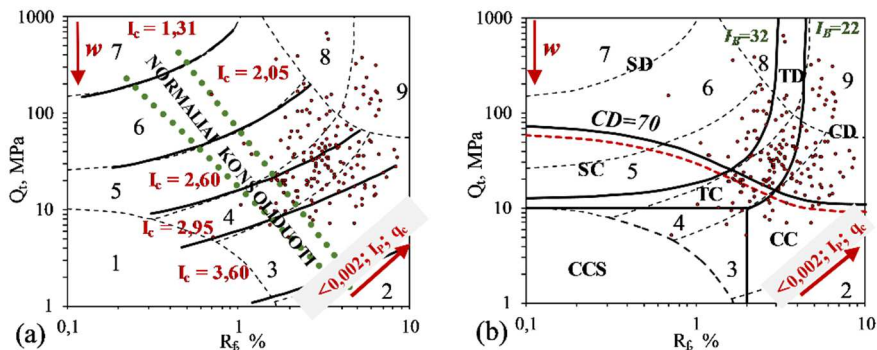 1000
100
10
1
Qt, MPa
w
Ic = 1,31
Ic = 2,05
Ic = 2,60
Ic = 2,95
Ic = 3,60
NORMALIAI KONSOLIDUOTI
7
8
9
6
5
4
1
3
2
<0,002; IP; qc
0,1
1
10
Rf, %
(a)
1000
100
10
1
Qt, MPa
w
IB=32
IB=22
7
SD
8
TD
9
6
CD=70
CD
SC
5
TC
4
CC
CCS
3
2
<0,002; IP; qc
0,1
1
10
Rf, %
(b)